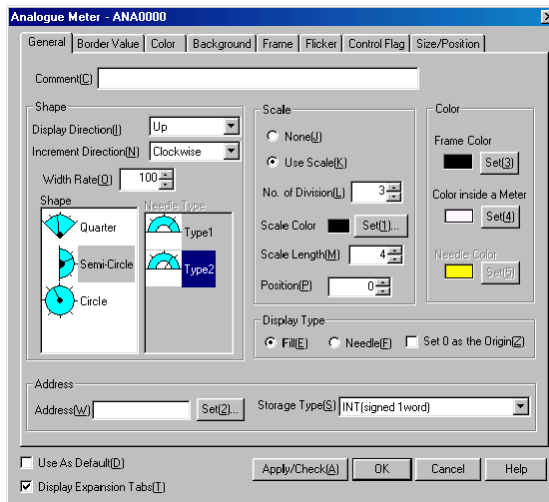 Analogue Meter - ANA0000
General Border Value Color Background Frame Flicker Control Flag Size/Position
Comment(C)
Shape
Display Direction(I) Up
Increment Direction(N) Clockwise
Width Rate(O) 100
Shape
Quarter
Semi-Circle
Circle
Needle Type
Type1
Type2
Scale
None(J)
Use Scale(K)
No. of Division(L) 3
Scale Color Set(1)...
Scale Length(M) 4
Position(P) 0
Color
Frame Color
Set(3)
Color inside a Meter
Set(4)
Needle Color
Set(5)
Display Type
Fill(E) Needle(F) Set 0 as the Origin(Z)
Address
Address(W) Set(2)... Storage Type(S) INT(signed 1word)
Use As Default(D)
Display Expansion Tabs(T)
Apply/Check(A) OK Cancel Help